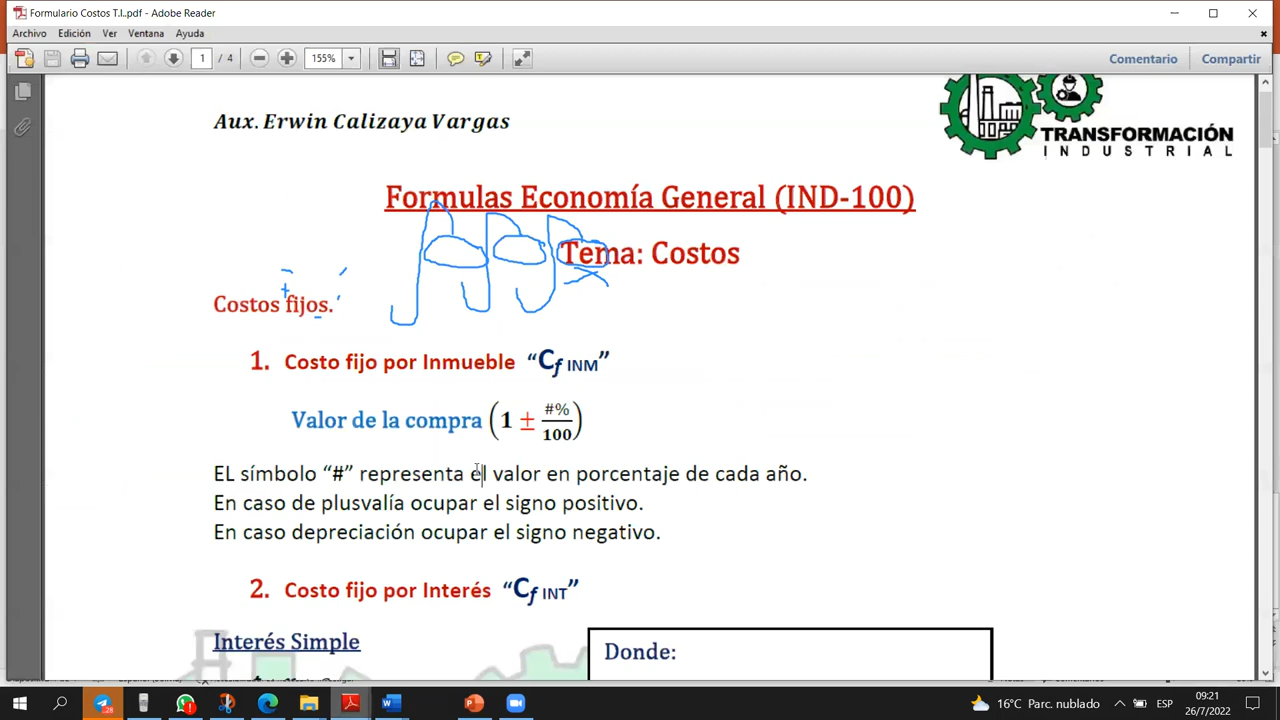 Formulario Costos T.I..pdf - Adobe Reader
Archivo Edición Ver Ventana Ayuda
1 / 4 155% Comentario Compartir
Aux. Erwin Calizaya Vargas
TRANSFORMACIÓN
INDUSTRIAL
Formulas Economía General (IND-100)
Tema: Costos
Costos fijos.
1. Costo fijo por Inmueble "Cf INM"
Valor de la compra (1 ± #%/100)
EL símbolo "#" representa el valor en porcentaje de cada año.
En caso de plusvalía ocupar el signo positivo.
En caso depreciación ocupar el signo negativo.
2. Costo fijo por Interés "Cf INT"
Interés Simple
Donde:
16°C Parc. nublado ESP 09:21
26/7/2022